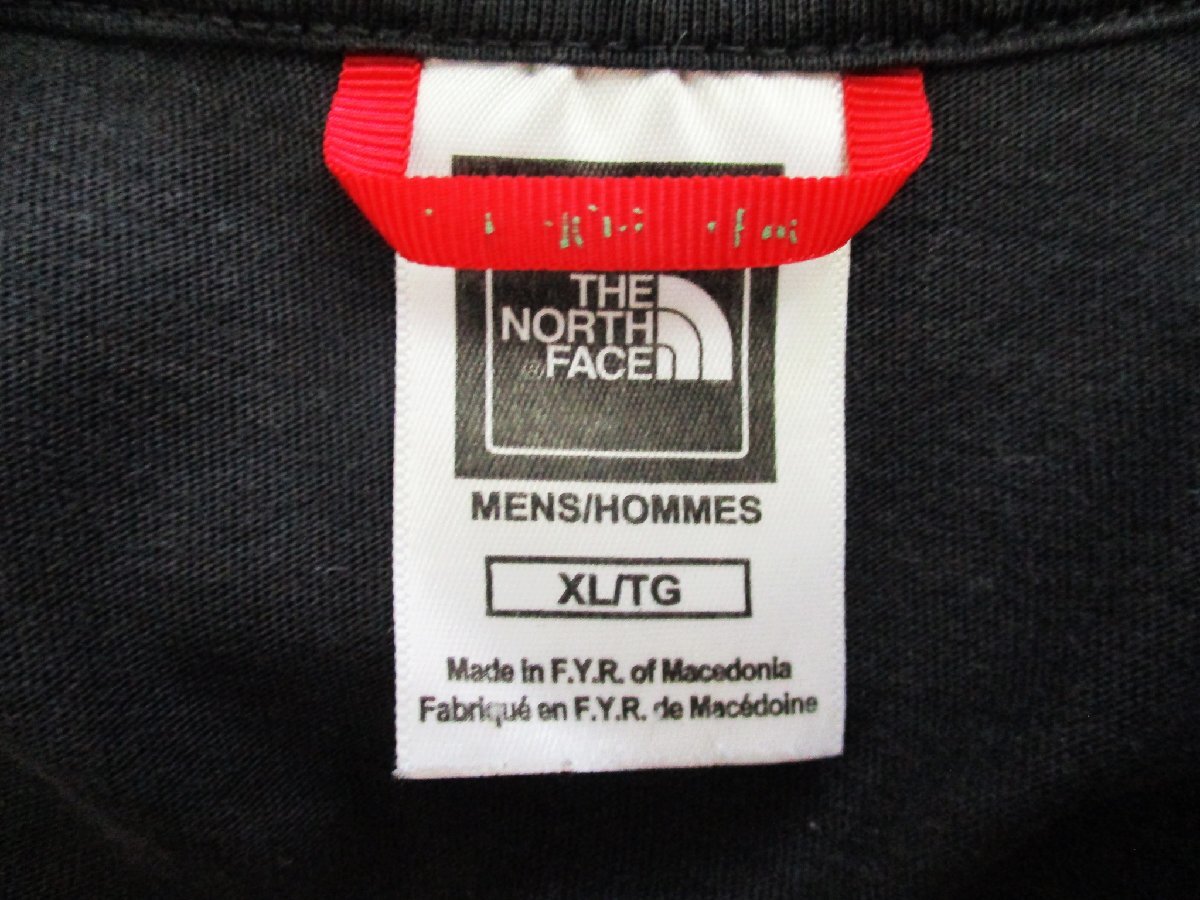 THE
NORTH
FACE
MENS/HOMMES
XL/TG
Made in F.Y.R. of Macedonia
Fabriqué en F.Y.R. de Macédoine